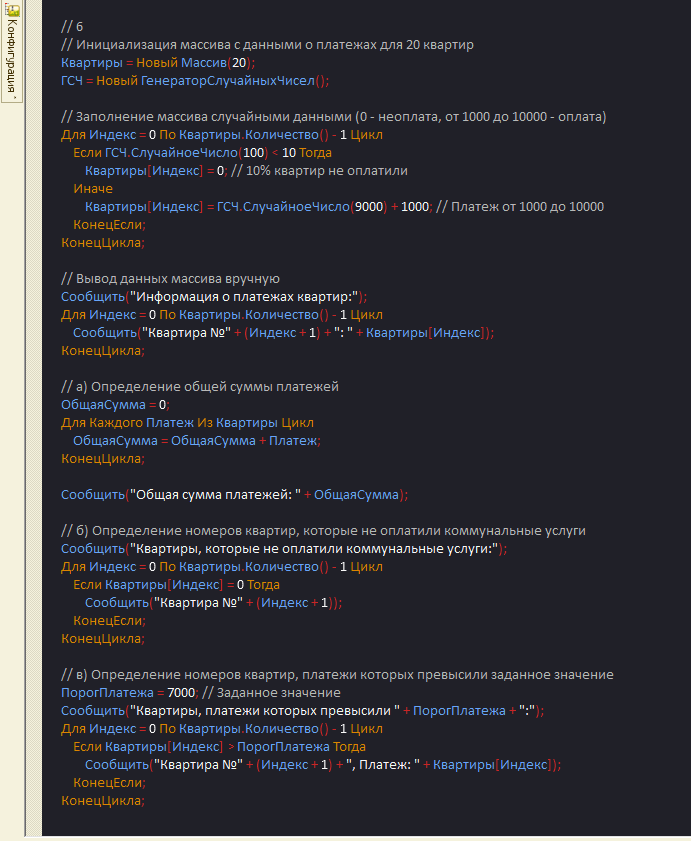 Конфигурация
// 6
// Инициализация массива с данными о платежах для 20 квартир
Квартиры = Новый Массив(20);
ГСЧ = Новый ГенераторСлучайныхЧисел();
// Заполнение массива случайными данными (0 - неоплата, от 1000 до 10000 - оплата)
Для Индекс = 0 По Квартиры.Количество() - 1 Цикл
Если ГСЧ.СлучайноеЧисло(100) < 10 Тогда
Квартиры[Индекс] = 0; // 10% квартир не оплатили
Иначе
Квартиры[Индекс] = ГСЧ.СлучайноеЧисло(9000) + 1000; // Платеж от 1000 до 10000
КонецЕсли;
КонецЦикла;
// Вывод данных массива вручную
Сообщить("Информация о платежах квартир:");
Для Индекс = 0 По Квартиры.Количество() - 1 Цикл
Сообщить("Квартира №" + (Индекс + 1) + ": " + Квартиры[Индекс]);
КонецЦикла;
// а) Определение общей суммы платежей
ОбщаяСумма = 0;
Для Каждого Платеж Из Квартиры Цикл
ОбщаяСумма = ОбщаяСумма + Платеж;
КонецЦикла;
Сообщить("Общая сумма платежей: " + ОбщаяСумма);
// б) Определение номеров квартир, которые не оплатили коммунальные услуги
Сообщить("Квартиры, которые не оплатили коммунальные услуги:");
Для Индекс = 0 По Квартиры.Количество() - 1 Цикл
Если Квартиры[Индекс] = 0 Тогда
Сообщить("Квартира №" + (Индекс + 1));
КонецЕсли;
КонецЦикла;
// в) Определение номеров квартир, платежи которых превысили заданное значение
ПорогПлатежа = 7000; // Заданное значение
Сообщить("Квартиры, платежи которых превысили " + ПорогПлатежа + ":");
Для Индекс = 0 По Квартиры.Количество() - 1 Цикл
Если Квартиры[Индекс] > ПорогПлатежа Тогда
Сообщить("Квартира №" + (Индекс + 1) + ", Платеж: " + Квартиры[Индекс]);
КонецЕсли;
КонецЦикла;